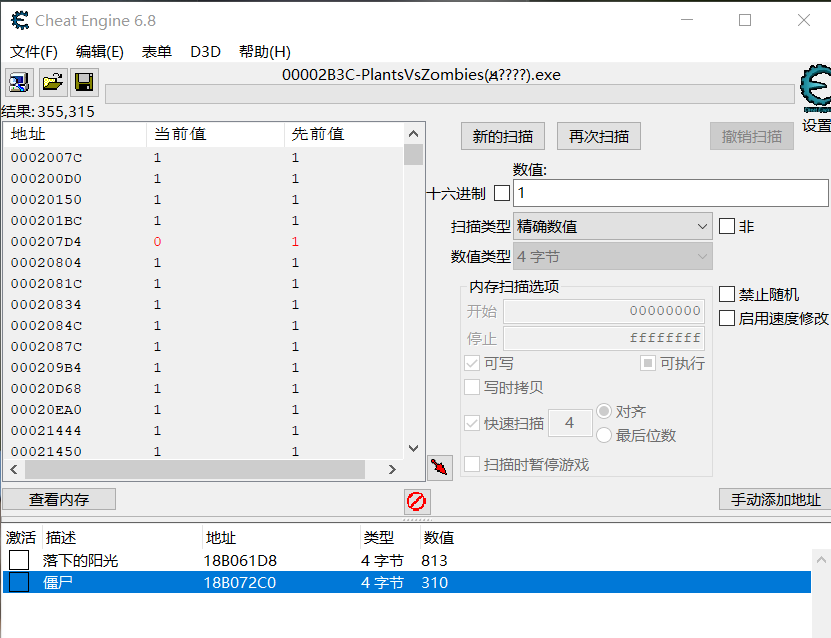 Cheat Engine 6.8
文件(F) 编辑(E) 表单 D3D 帮助(H)
00002B3C-PlantsVsZombies(д????).exe
结果:355,315
设置
地址 当前值 先前值
0002007C 1 1
000200D0 1 1
00020150 1 1
000201BC 1 1
000207D4 0 1
00020804 1 1
0002081C 1 1
00020834 1 1
0002084C 1 1
0002087C 1 1
000209B4 1 1
00020D68 1 1
00020EA0 1 1
00021444 1 1
00021450 1 1
新的扫描 再次扫描 撤销扫描
数值:
十六进制 1
扫描类型 精确数值 非
数值类型 4 字节
内存扫描选项
开始 00000000
停止 ffffffff
可写 可执行
写时拷贝
快速扫描 4 对齐
最后位数
扫描时暂停游戏
禁止随机
启用速度修改
查看内存 手动添加地址
激活 描述 地址 类型 数值
落下的阳光 18B061D8 4 字节 813
僵尸 18B072C0 4 字节 310